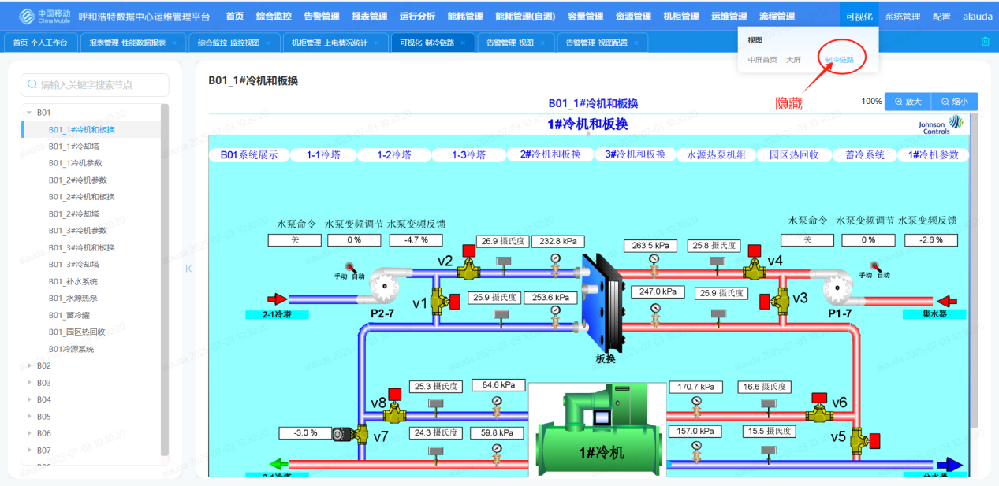 中国移动 China Mobile 呼和浩特数据中心运维管理平台 首页 综合监控 告警管理 报表管理 运行分析 能耗管理 能耗管理(自测) 容量管理 资源管理 机柜管理 运维管理 流程管理 可视化 系统管理 配置 alauda
首页-个人工作台 报表管理-性能数据报表 × 综合监控-监控视图 × 机柜管理-上电情况统计 × 可视化-制冷链路 × 告警管理-视图 × 告警管理-视图配置 ×
视图
中屏首页 大屏 制冷链路
隐藏
请输入关键字搜索节点
B01
B01_1#冷机和板换
B01_1#冷却塔
B01_1冷机参数
B01_2#冷机参数
B01_2#冷机和板换
B01_2#冷却塔
B01_3#冷机参数
B01_3#冷机和板换
B01_3#冷却塔
B01_补水系统
B01_水源热泵
B01_蓄冷罐
B01_园区热回收
B01冷源系统
B02
B03
B04
B05
B06
B07
B01_1#冷机和板换
B01_1#冷机和板换
100% 放大 缩小
1#冷机和板换
Johnson Controls
B01系统展示 1-1冷塔 1-2冷塔 1-3冷塔 2#冷机和板换 3#冷机和板换 水源热泵机组 园区热回收 蓄冷系统 1#冷机参数
水泵命令 水泵变频调节 水泵变频反馈 水泵命令 水泵变频调节 水泵变频反馈
关 0 % -4.7 % 26.9 摄氏度 232.8 kPa 263.5 kPa 25.8 摄氏度 关 0 % -2.6 %
v2 v4
手动 自动 手动 自动
v1 25.9 摄氏度 253.6 kPa 247.0 kPa 25.9 摄氏度 v3
2-1冷塔 P2-7 P1-7 集水器
板换
25.3 摄氏度 84.6 kPa 170.7 kPa 16.6 摄氏度
v8 v6
-3.0 % v7 24.3 摄氏度 59.8 kPa 157.0 kPa 15.5 摄氏度 v5
1#冷机
2-1冷塔 分水器
alauda 2025-07-03 10:30:20